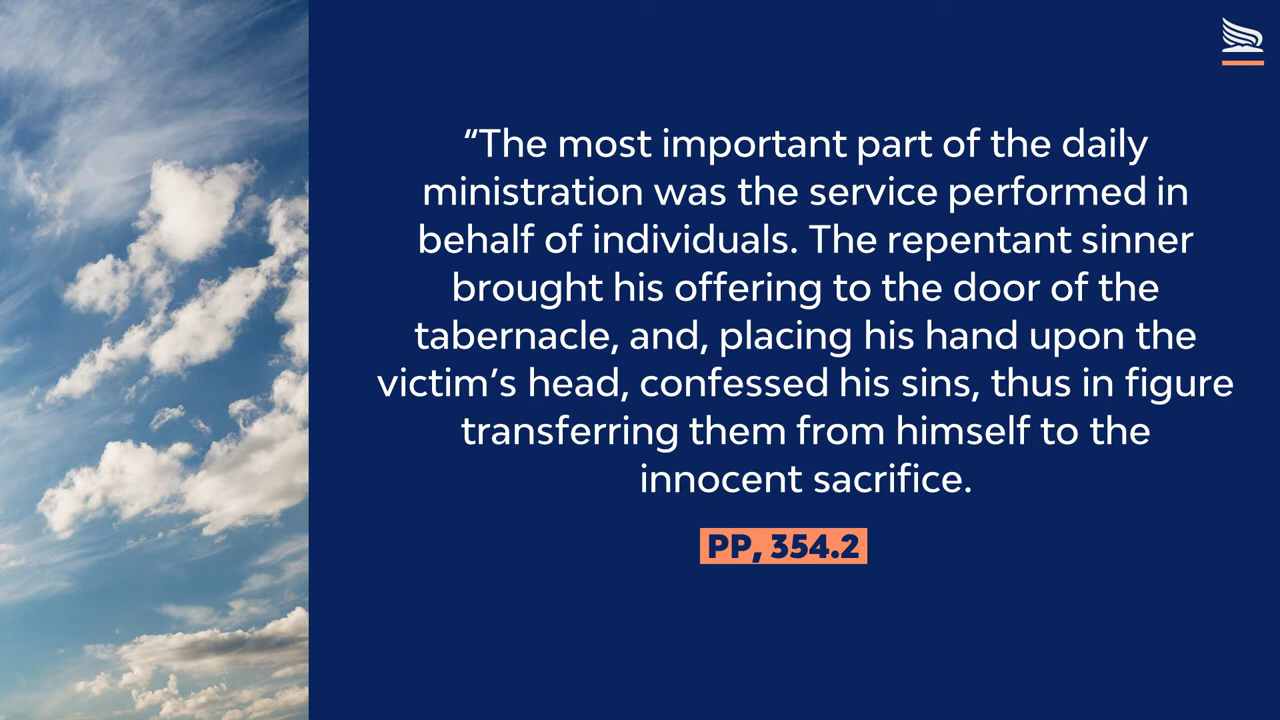 “The most important part of the daily
ministration was the service performed in
behalf of individuals. The repentant sinner
brought his offering to the door of the
tabernacle, and, placing his hand upon the
victim’s head, confessed his sins, thus in figure
transferring them from himself to the
innocent sacrifice.
PP, 354.2